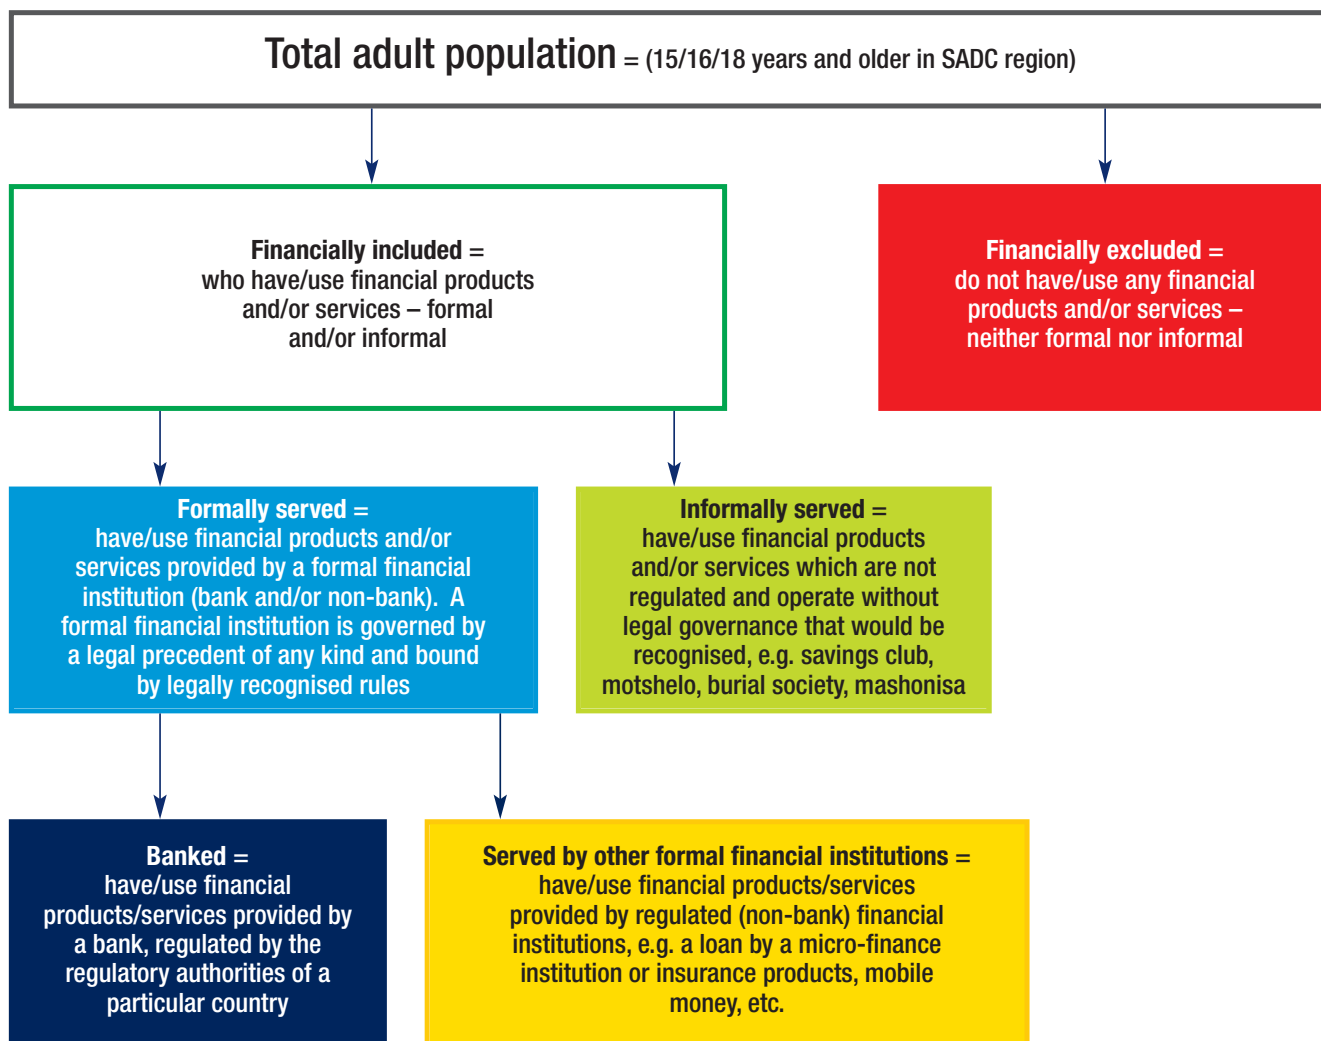 Total adult population = (15/16/18 years and older in SADC region)
Financially included =
who have/use financial products
and/or services – formal
and/or informal
Financially excluded =
do not have/use any financial
products and/or services –
neither formal nor informal
Formally served =
have/use financial products and/or
services provided by a formal financial
institution (bank and/or non-bank).  A
formal financial institution is governed by
a legal precedent of any kind and bound
by legally recognised rules
Informally served =
have/use financial products
and/or services which are not
regulated and operate without
legal governance that would be
recognised, e.g. savings club,
motshelo, burial society, mashonisa
Banked =
have/use financial
products/services provided by
a bank, regulated by the
regulatory authorities of a
particular country
Served by other formal financial institutions =
have/use financial products/services
provided by regulated (non-bank) financial
institutions, e.g. a loan by a micro-finance
institution or insurance products, mobile
money, etc.